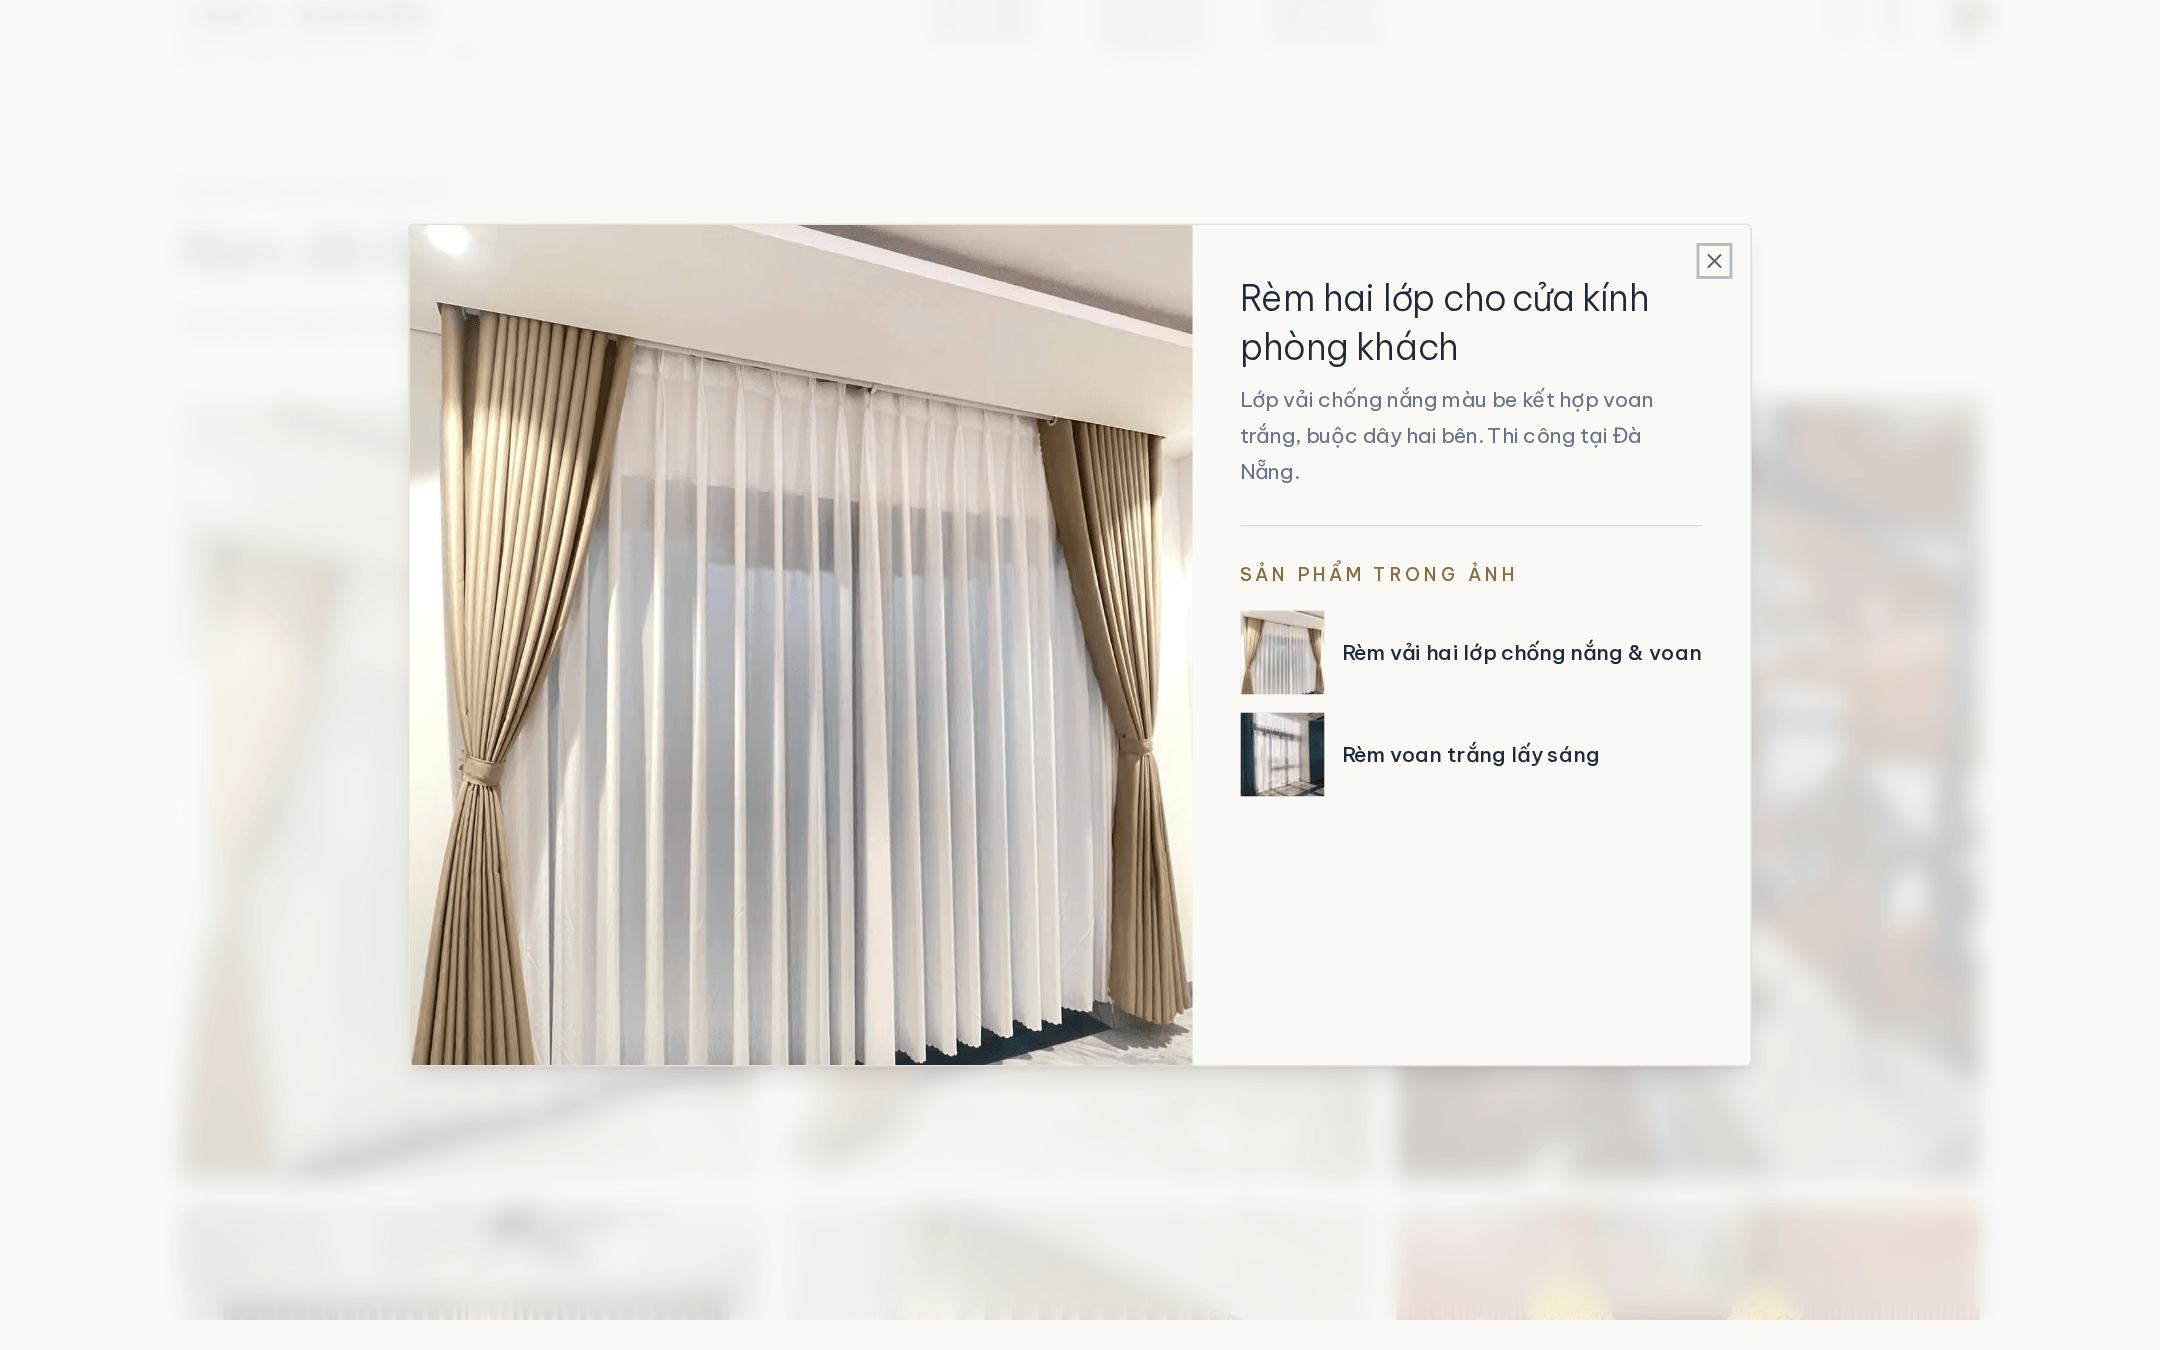 Rèm hai lớp cho cửa kính
phòng khách
Lớp vải chống nắng màu be kết hợp voan
trắng, buộc dây hai bên. Thi công tại Đà
Nẵng.
SẢN PHẨM TRONG ẢNH
Rèm vải hai lớp chống nắng & voan
Rèm voan trắng lấy sáng